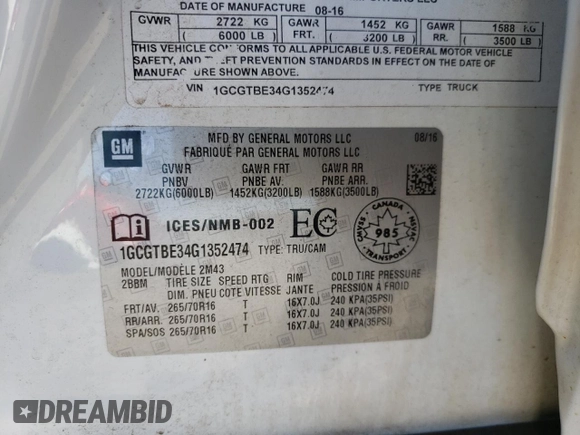 DATE OF MANUFACTURE 08-16
GVWR 2722 KG GAWR 1452 KG GAWR 1588 KG
( 6000 LB ) FRT. ( 3200 LB ) RR. ( 3500 LB )
THIS VEHICLE CONFORMS TO ALL APPLICABLE U.S. FEDERAL MOTOR VEHICLE
SAFETY, AND THEFT PREVENTION STANDARDS IN EFFECT ON THE DATE OF
MANUFACTURE SHOWN ABOVE.
VIN 1GCGTBE34G1352474 TYPE: TRUCK
GM
MFD BY GENERAL MOTORS LLC 08/16
FABRIQUÉ PAR GENERAL MOTORS LLC
GVWR GAWR FRT GAWR RR
PNBV PNBE AV. PNBE ARR.
2722KG(6000LB) 1452KG(3200LB) 1588KG(3500LB)
ICES/NMB-002 EC
CANADA
985
CMVSS
NSVAC
TRANSPORT
1GCGTBE34G1352474 TYPE: TRU/CAM
MODEL/MODÈLE 2M43
2BBM TIRE SIZE SPEED RTG RIM COLD TIRE PRESSURE
DIM. PNEU COTE VITESSE JANTE PRESSION À FROID
FRT/AV. 265/70R16 T 16X7.0J 240 KPA(35PSI)
RR/ARR. 265/70R16 T 16X7.0J 240 KPA(35PSI)
SPA/SOS 265/70R16 T 16X7.0J 240 KPA(35PSI)
DREAMBID